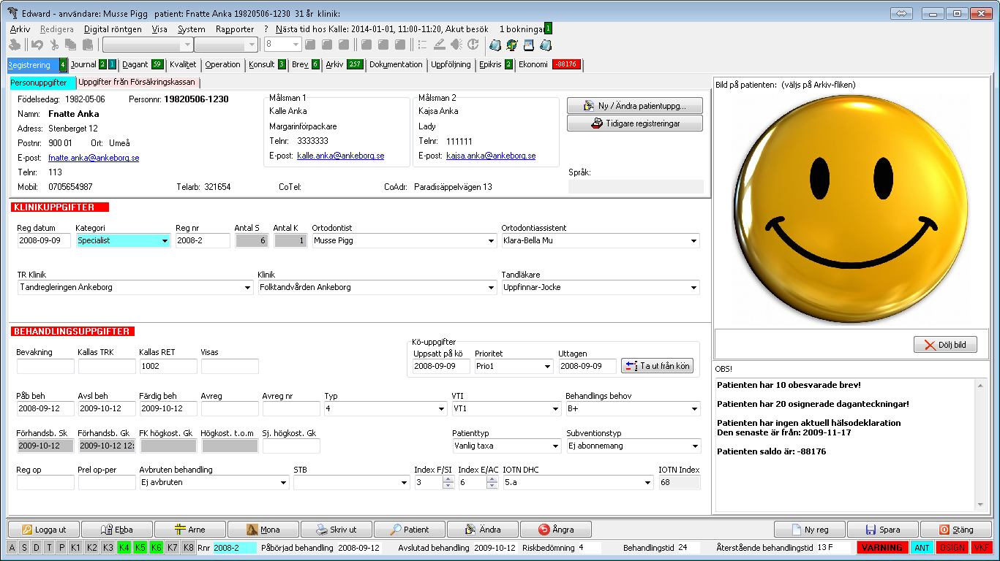 Edward - användare: Musse Pigg   patient: Fnatte Anka 19820506-1230  31 år  klinik:
Arkiv  Redigera  Digital röntgen  Visa  System  Rapporter  ?  Nästa tid hos Kalle: 2014-01-01, 11:00-11:20, Akut besök   1 bokningar 1
8
Registrering 4  Journal 2 1  Dagant 59  Kvalitet  Operation  Konsult 3  Brev 6  Arkiv 257  Dokumentation  Uppföljning  Epikris 2  Ekonomi -88176
Personuppgifter  Uppgifter från Försäkringskassan
Födelsedag: 1982-05-06  Personnr: 19820506-1230
Namn: Fnatte Anka
Adress: Stenberget 12
Postnr: 900 01  Ort: Umeå
E-post: fnatte.anka@ankeborg.se
Telnr: 113
Mobil: 0705654987  Telarb: 321654  CoTel:  CoAdr: Paradisäppelvägen 13
Målsman 1
Kalle Anka
Margarinförpackare
Telnr: 3333333
E-post: kalle.anka@ankeborg.se
Målsman 2
Kajsa Anka
Lady
Telnr: 111111
E-post: kajsa.anka@ankeborg.se
Ny / Ändra patientuppg...
Tidigare registreringar
Språk:
Bild på patienten: (väljs på Arkiv-fliken)
Dölj bild
KLINIKUPPGIFTER
Reg datum  Kategori  Reg nr  Antal S  Antal K  Ortodontist  Ortodontiassistent
2008-09-09  Specialist  2008-2  6  1  Musse Pigg  Klara-Bella Mu
TR Klinik  Klinik  Tandläkare
Tandregleringen Ankeborg  Folktandvården Ankeborg  Uppfinnar-Jocke
BEHANDLINGSUPPGIFTER
Bevakning  Kallas TRK  Kallas RET  Visas
1002
Kö-uppgifter
Uppsatt på kö  Prioritet  Uttagen
2008-09-09  Prio1  2008-09-09  Ta ut från kön
Påb beh  Avsl beh  Färdig beh  Avreg  Avreg nr  Typ  VTI  Behandlings behov
2008-09-12  2009-10-12  2009-10-12  4  VT1  B+
Förhandsb. Sk  Förhandsb. Gk  FK högkost. Gk  Högkost. t.o.m  Sj. högkost. Gk  Patienttyp  Subventionstyp
2009-10-12  2009-10-12 12:  Vanlig taxa  Ej abonnemang
Reg op  Prel op-per  Avbruten behandling  STB  Index F/SI  Index E/AC  IOTN DHC  IOTN Index
Ej avbruten  3  6  5.a  68
OBS!
Patienten har 10 obesvarade brev!
Patienten har 20 osignerade daganteckningar!
Patienten har ingen aktuell hälsodeklaration
Den senaste är från: 2009-11-17
Patienten saldo är: -88176
Logga ut  Ebba  Arne  Mona  Skriv ut  Patient  Ändra  Ångra  Ny reg  Spara  Stäng
A  S  D  T  P  K1  K2  K3  K4  K5  K6  K7  K8  Rnr 2008-2  Påbörjad behandling 2008-09-12  Avslutad behandling 2009-10-12  Riskbedömning 4  Behandlingstid 24  Återstående behandlingstid 13 F  VARNING  ANT  OSIGN  VKF